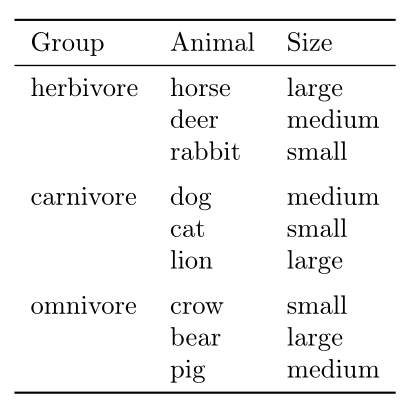 Group Animal Size
herbivore horse large
deer medium
rabbit small
carnivore dog medium
cat small
lion large
omnivore crow small
bear large
pig medium